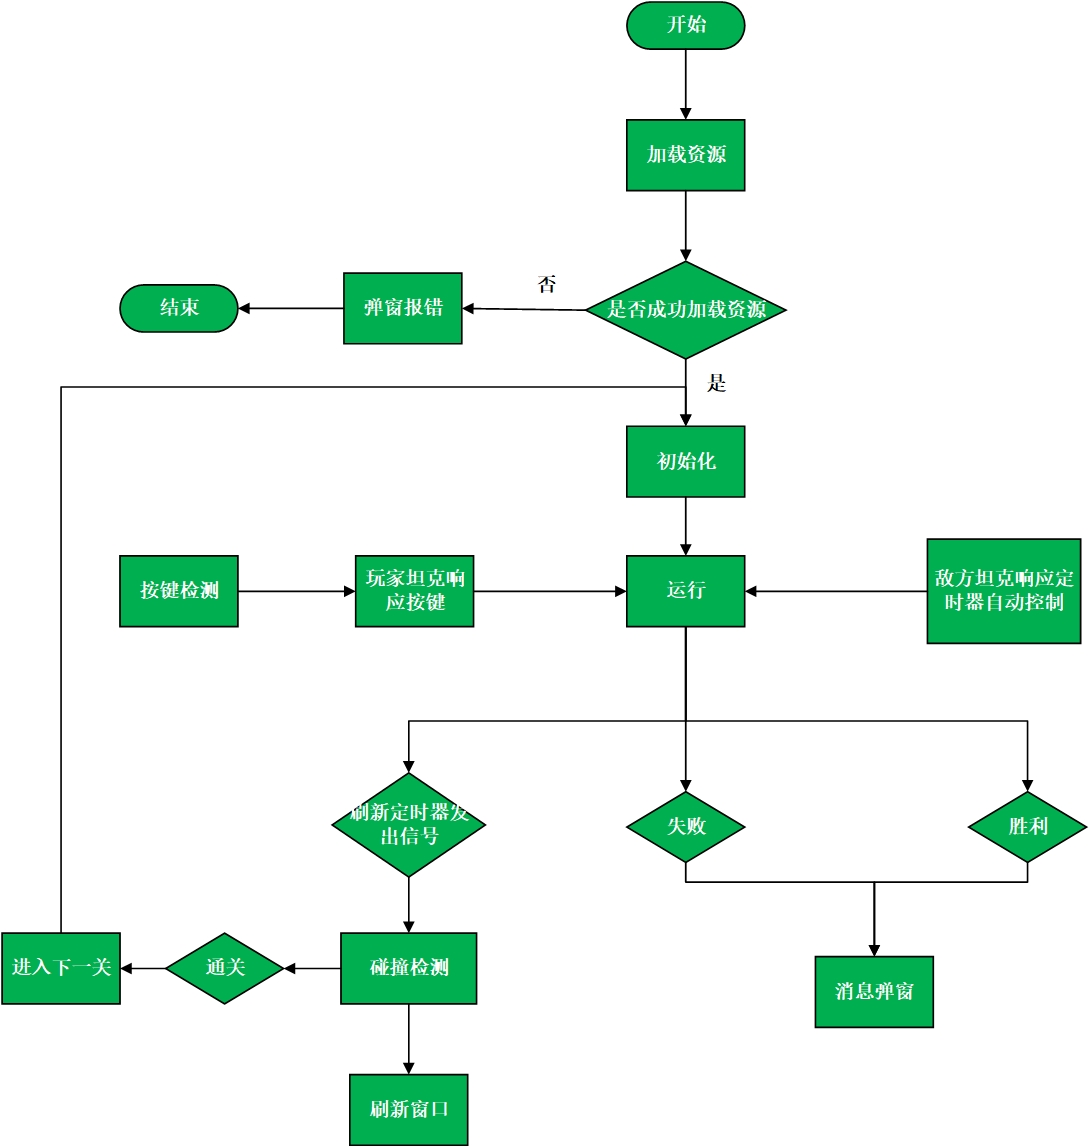 开始
加载资源
否
结束
弹窗报错
是否成功加载资源
是
初始化
按键检测
玩家坦克响
应按键
运行
敌方坦克响应定
时器自动控制
刷新定时器发
出信号
失败
胜利
进入下一关
通关
碰撞检测
消息弹窗
刷新窗口